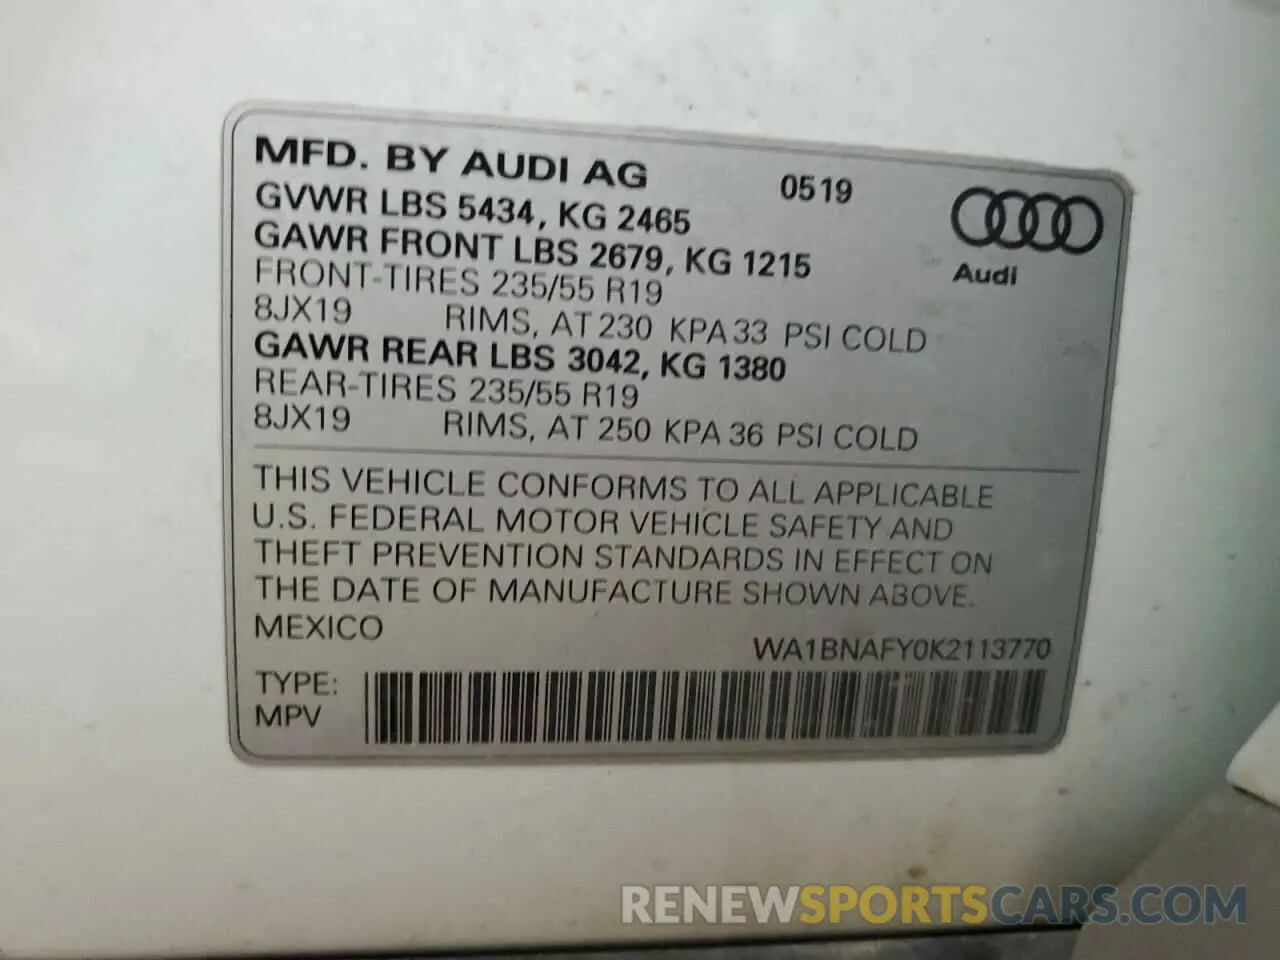 MFD. BY AUDI AG 0519
GVWR LBS 5434, KG 2465
GAWR FRONT LBS 2679, KG 1215
Audi
FRONT-TIRES 235/55 R19
8JX19 RIMS, AT 230 KPA 33 PSI COLD
GAWR REAR LBS 3042, KG 1380
REAR-TIRES 235/55 R19
8JX19 RIMS, AT 250 KPA 36 PSI COLD
THIS VEHICLE CONFORMS TO ALL APPLICABLE
U.S. FEDERAL MOTOR VEHICLE SAFETY AND
THEFT PREVENTION STANDARDS IN EFFECT ON
THE DATE OF MANUFACTURE SHOWN ABOVE.
MEXICO
WA1BNAFY0K2113770
TYPE:
MPV
RENEWSPORTSCARS.COM